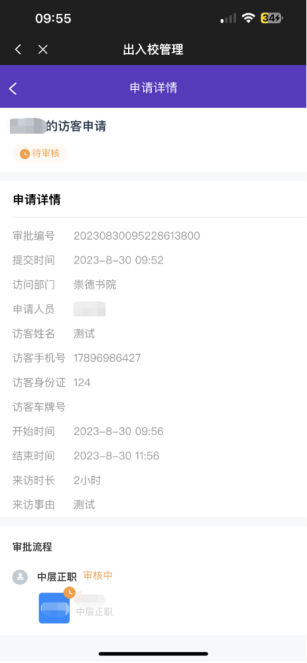 09:55
34
出入校管理
申请详情
的访客申请
待审核
申请详情
审批编号 20230830095228613800
提交时间 2023-8-30 09:52
访问部门 崇德书院
申请人员
访客姓名 测试
访客手机号 17896986427
访客身份证 124
访客车牌号
开始时间 2023-8-30 09:56
结束时间 2023-8-30 11:56
来访时长 2小时
来访事由 测试
审批流程
中层正职 审核中
中层正职